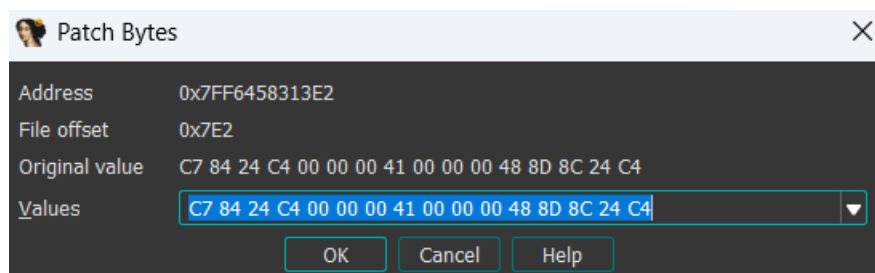 Patch Bytes
Address 0x7FF6458313E2
File offset 0x7E2
Original value C7 84 24 C4 00 00 00 41 00 00 00 48 8D 8C 24 C4
Values C7 84 24 C4 00 00 00 41 00 00 00 48 8D 8C 24 C4
OK Cancel Help